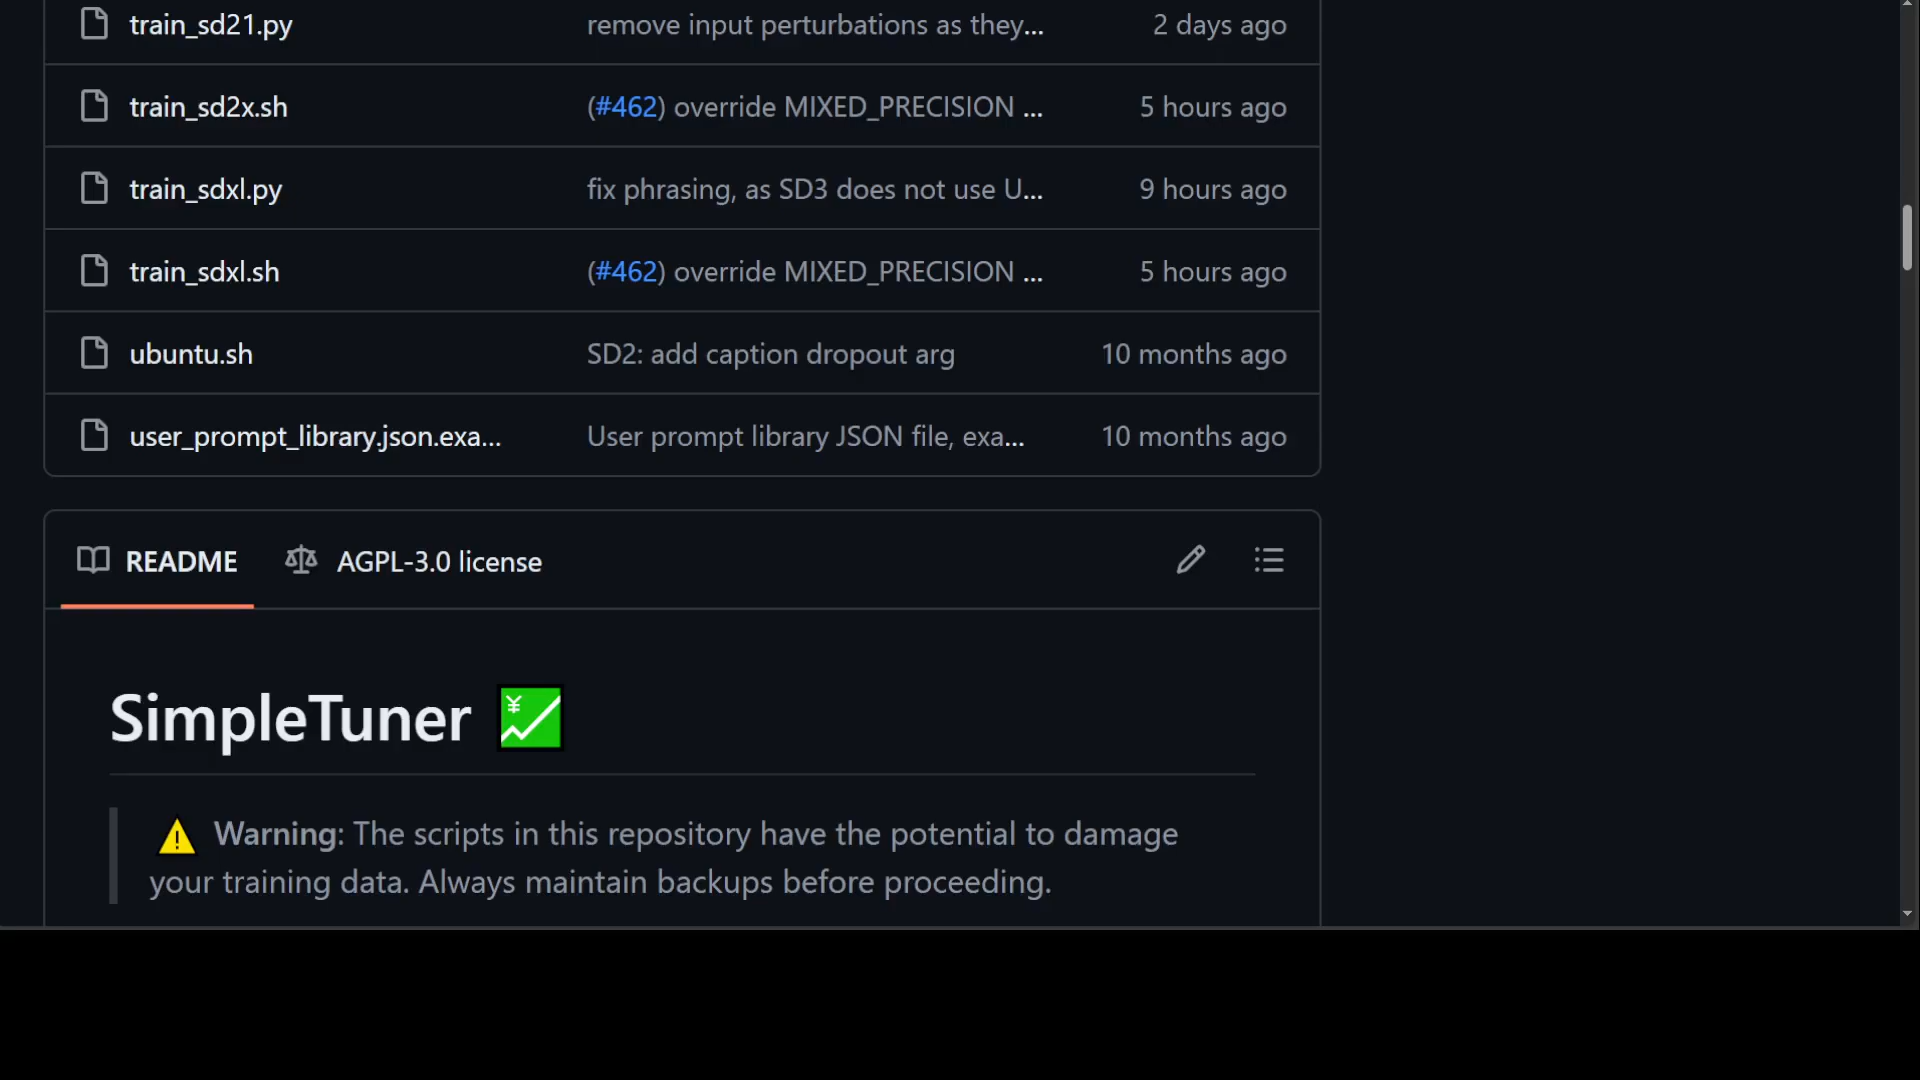 train_sd21.py remove input perturbations as they... 2 days ago
train_sd2x.sh (#462) override MIXED_PRECISION ... 5 hours ago
train_sdxl.py fix phrasing, as SD3 does not use U... 9 hours ago
train_sdxl.sh (#462) override MIXED_PRECISION ... 5 hours ago
ubuntu.sh SD2: add caption dropout arg 10 months ago
user_prompt_library.json.exa... User prompt library JSON file, exa... 10 months ago
README AGPL-3.0 license
SimpleTuner 💹
⚠️ Warning: The scripts in this repository have the potential to damage
your training data. Always maintain backups before proceeding.